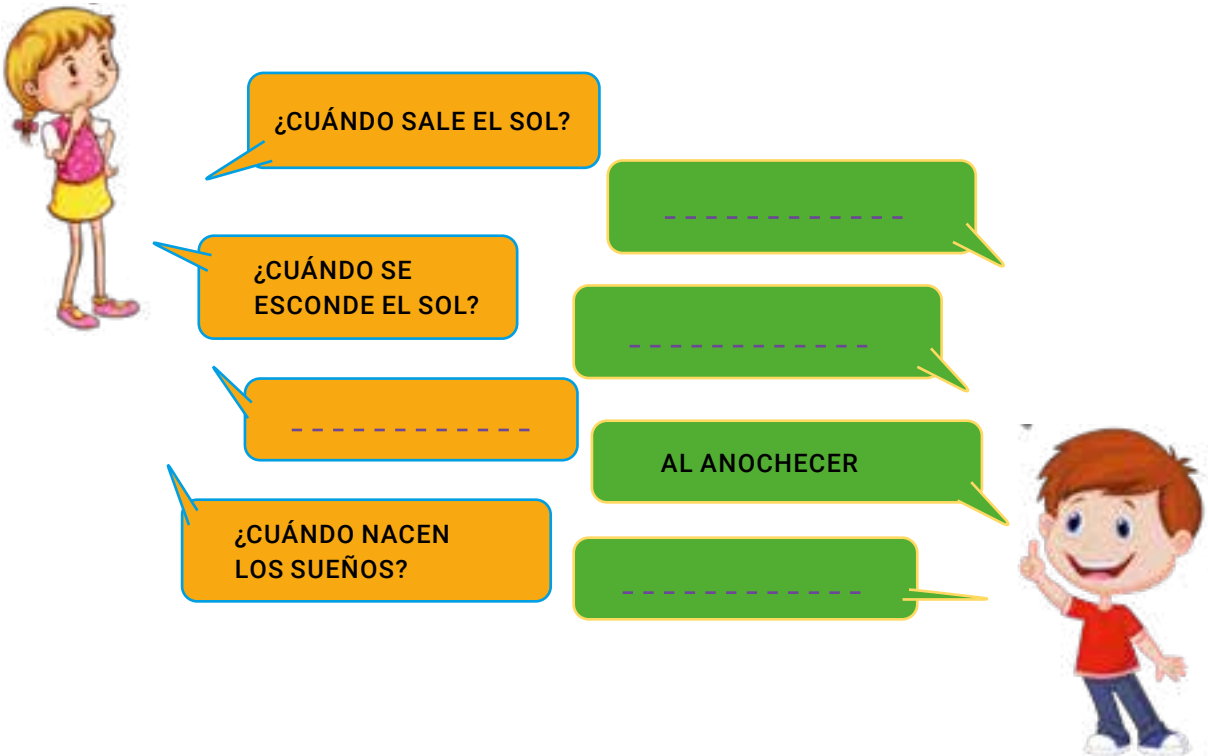 ¿CUÁNDO SALE EL SOL?
¿CUÁNDO SE
ESCONDE EL SOL?
AL ANOCHECER
¿CUÁNDO NACEN
LOS SUEÑOS?